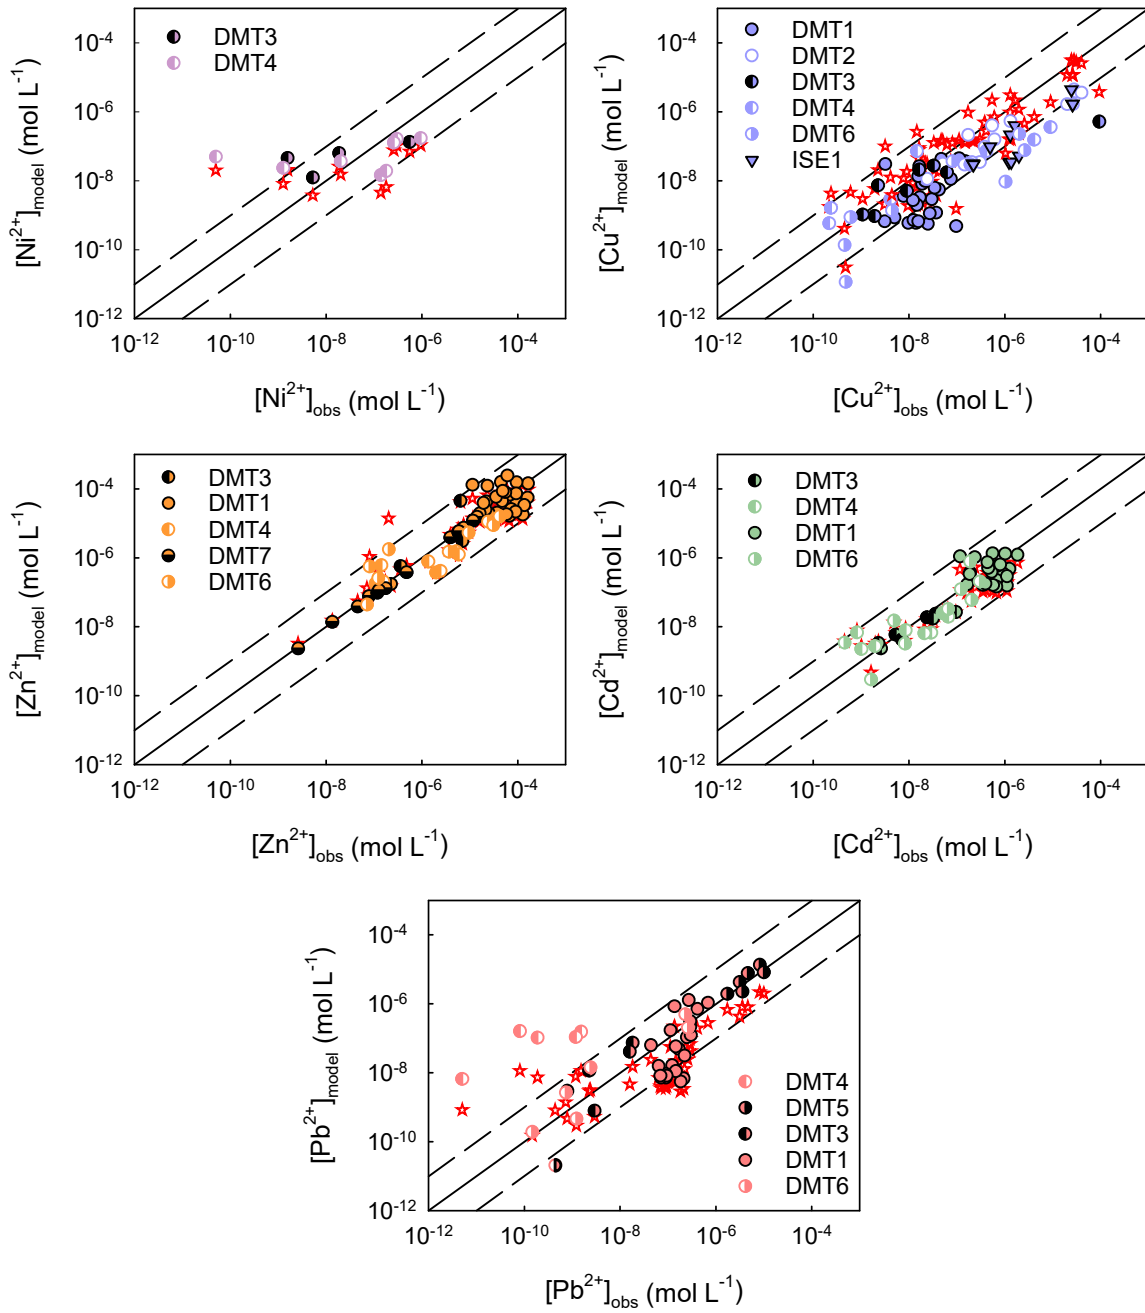 DMT3
DMT4
[Ni²⁺]model (mol L⁻¹)
10⁻⁴
10⁻⁶
10⁻⁸
10⁻¹⁰
10⁻¹²
10⁻¹² 10⁻¹⁰ 10⁻⁸ 10⁻⁶ 10⁻⁴
[Ni²⁺]obs (mol L⁻¹)
DMT1
DMT2
DMT3
DMT4
DMT6
ISE1
[Cu²⁺]model (mol L⁻¹)
10⁻⁴
10⁻⁶
10⁻⁸
10⁻¹⁰
10⁻¹²
10⁻¹² 10⁻¹⁰ 10⁻⁸ 10⁻⁶ 10⁻⁴
[Cu²⁺]obs (mol L⁻¹)
DMT3
DMT1
DMT4
DMT7
DMT6
[Zn²⁺]model (mol L⁻¹)
10⁻⁴
10⁻⁶
10⁻⁸
10⁻¹⁰
10⁻¹²
10⁻¹² 10⁻¹⁰ 10⁻⁸ 10⁻⁶ 10⁻⁴
[Zn²⁺]obs (mol L⁻¹)
DMT3
DMT4
DMT1
DMT6
[Cd²⁺]model (mol L⁻¹)
10⁻⁴
10⁻⁶
10⁻⁸
10⁻¹⁰
10⁻¹²
10⁻¹² 10⁻¹⁰ 10⁻⁸ 10⁻⁶ 10⁻⁴
[Cd²⁺]obs (mol L⁻¹)
[Pb²⁺]model (mol L⁻¹)
10⁻⁴
10⁻⁶
10⁻⁸
10⁻¹⁰
10⁻¹²
DMT4
DMT5
DMT3
DMT1
DMT6
10⁻¹² 10⁻¹⁰ 10⁻⁸ 10⁻⁶ 10⁻⁴
[Pb²⁺]obs (mol L⁻¹)